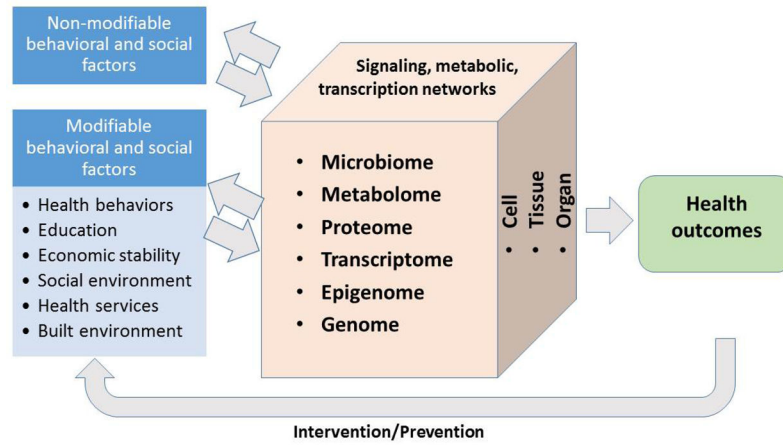 Non-modifiable
behavioral and social
factors
Modifiable
behavioral and social
factors
• Health behaviors
• Education
• Economic stability
• Social environment
• Health services
• Built environment
Signaling, metabolic,
transcription networks
• Microbiome
• Metabolome
• Proteome
• Transcriptome
• Epigenome
• Genome
• Cell
• Tissue
• Organ
Health
outcomes
Intervention/Prevention